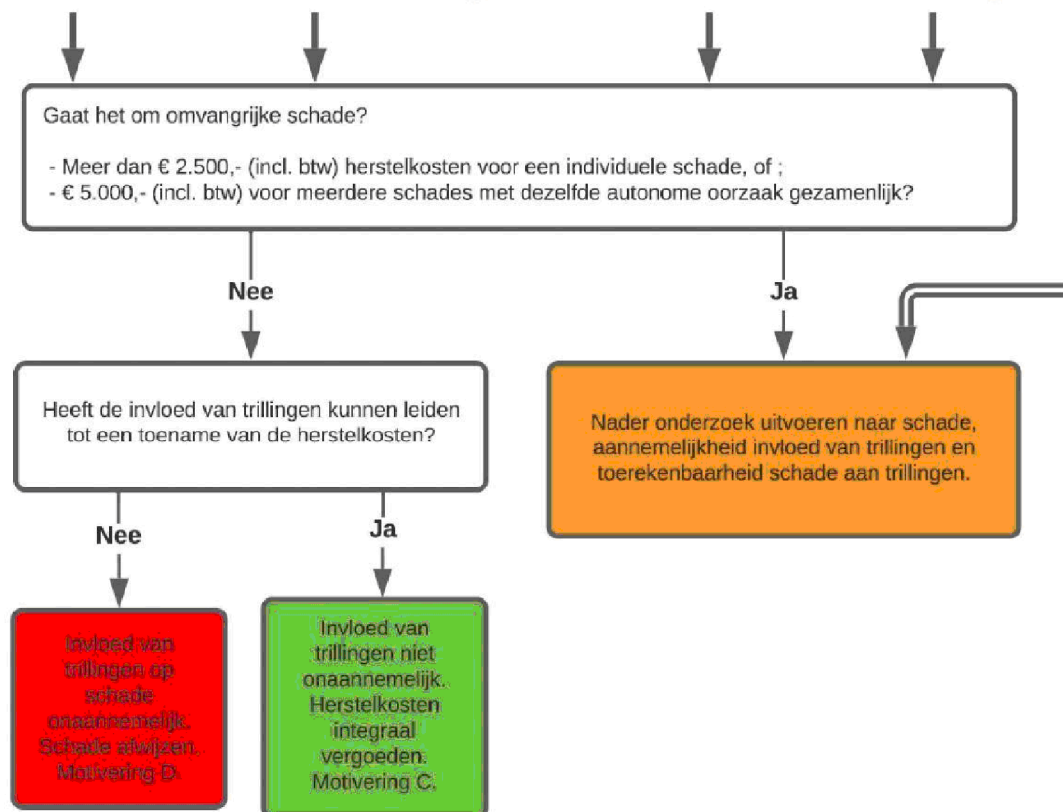 Gaat het om omvangrijke schade?
- Meer dan € 2.500,- (incl. btw) herstelkosten voor een individuele schade, of ;
- € 5.000,- (incl. btw) voor meerdere schades met dezelfde autonome oorzaak gezamenlijk?
Nee
Ja
Heeft de invloed van trillingen kunnen leiden
tot een toename van de herstelkosten?
Nader onderzoek uitvoeren naar schade,
aannemelijkheid invloed van trillingen en
toerekenbaarheid schade aan trillingen.
Nee
Ja
Invloed van
trillingen op
schade
onaannemelijk.
Schade afwijzen.
Motivering D.
Invloed van
trillingen niet
onaannemelijk.
Herstelkosten
integraal
vergoeden.
Motivering C.